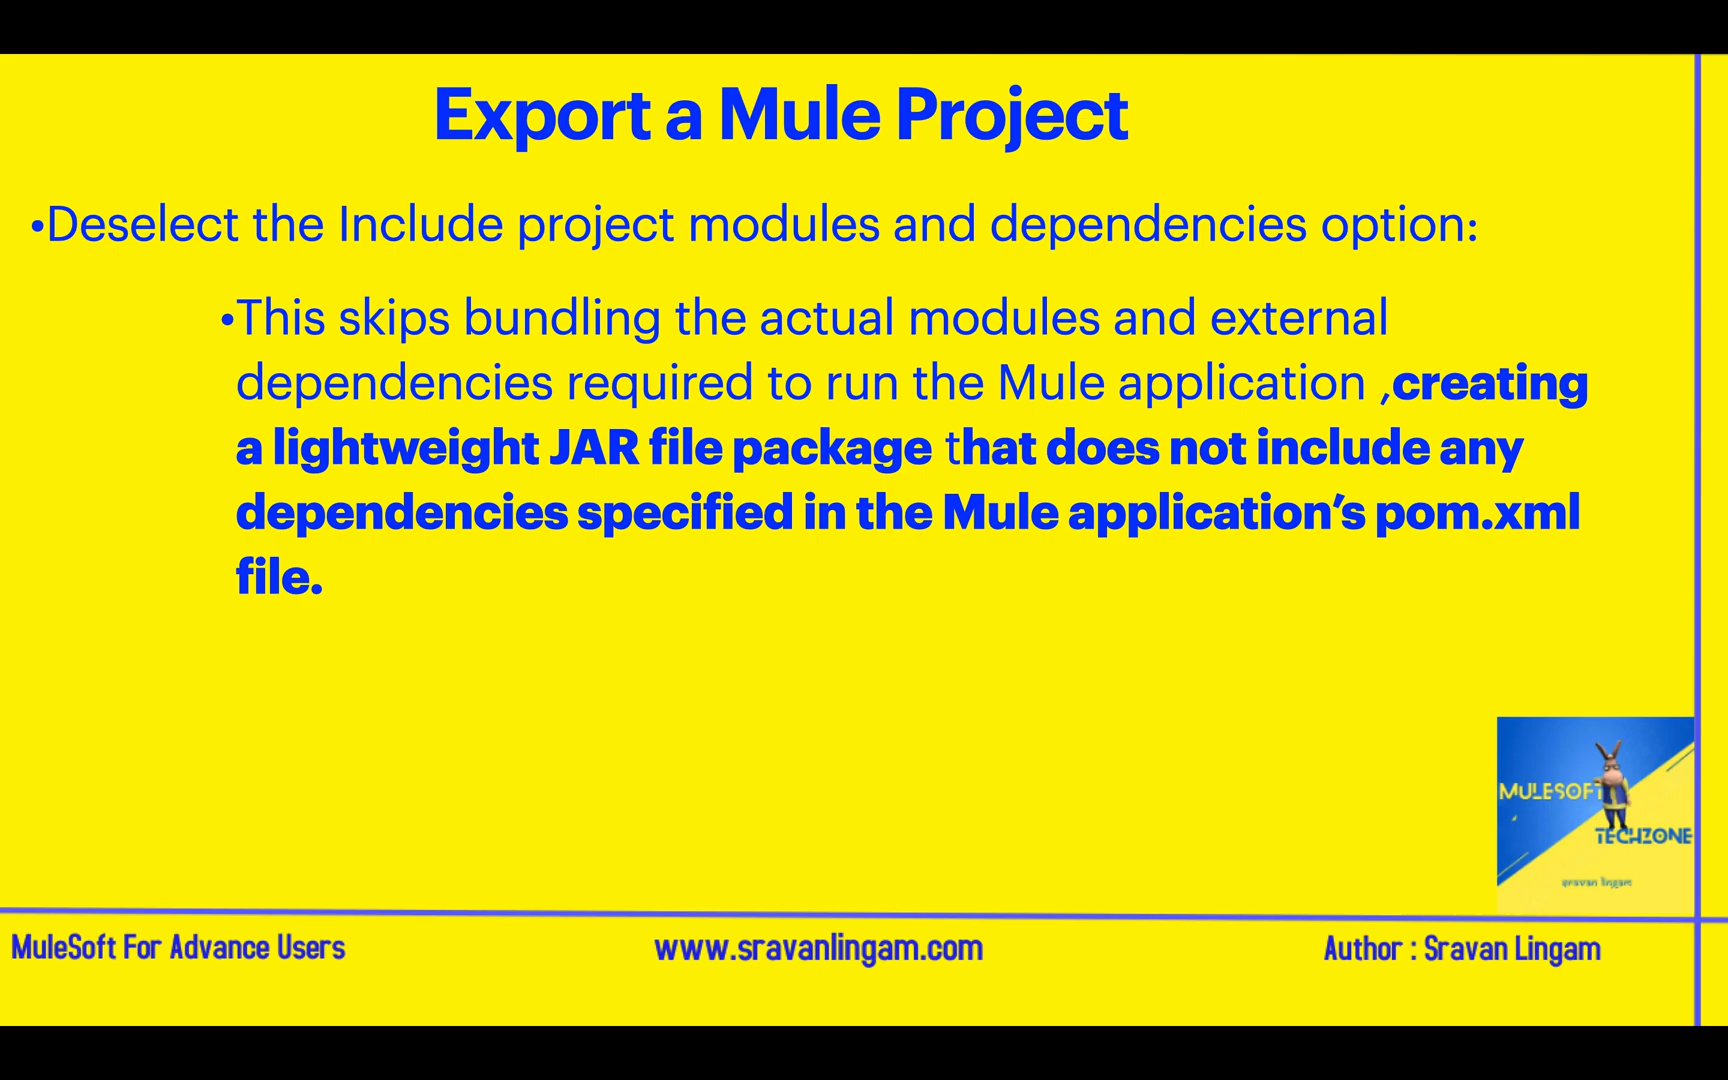 Export a Mule Project
•Deselect the Include project modules and dependencies option:
•This skips bundling the actual modules and external
dependencies required to run the Mule application ,creating
a lightweight JAR file package that does not include any
dependencies specified in the Mule application’s pom.xml
file.
MULESOFT
TECHZONE
sravan lingam
MuleSoft For Advance Users
www.sravanlingam.com
Author : Sravan Lingam